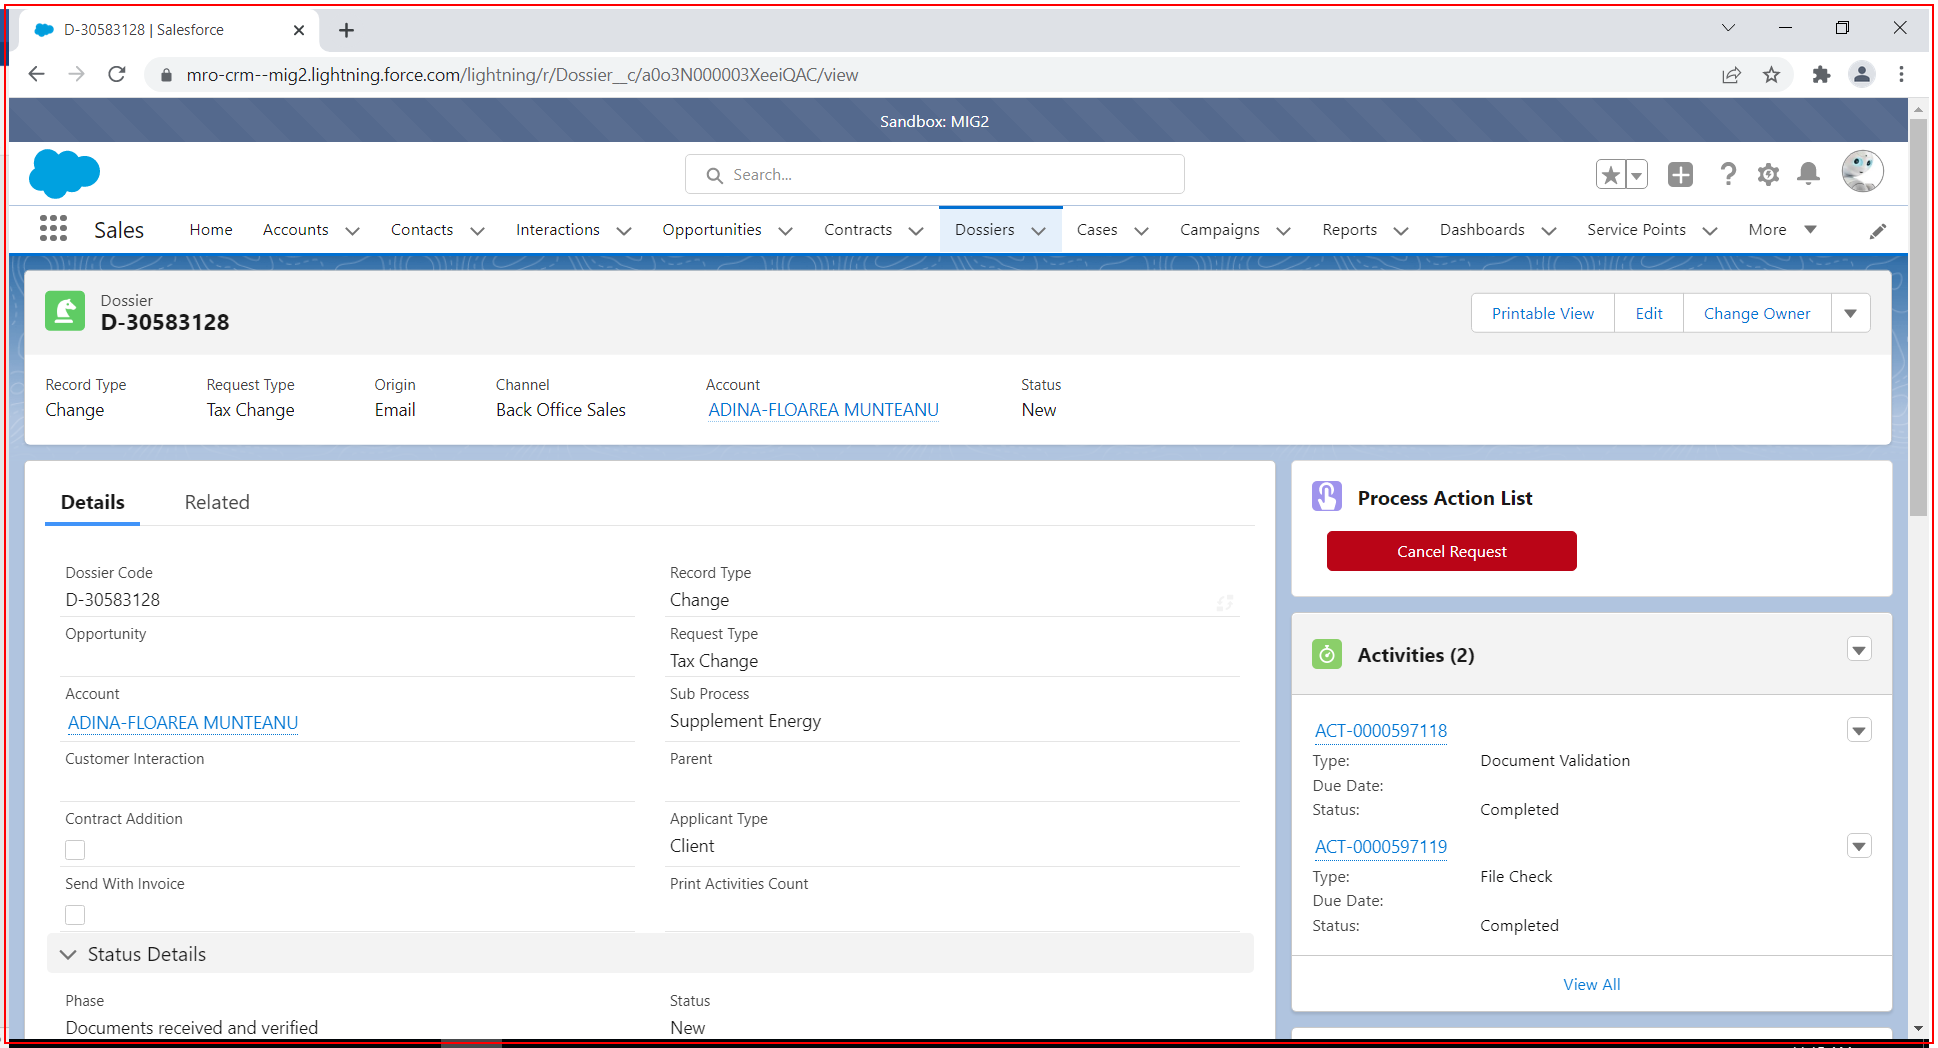 D-30583128 | Salesforce
mro-crm--mig2.lightning.force.com/lightning/r/Dossier__c/a0o3N000003XeeiQAC/view
Sandbox: MIG2
Search...
Sales
Home
Accounts
Contacts
Interactions
Opportunities
Contracts
Dossiers
Cases
Campaigns
Reports
Dashboards
Service Points
More
Dossier
D-30583128
Printable View
Edit
Change Owner
Record Type
Change
Request Type
Tax Change
Origin
Email
Channel
Back Office Sales
Account
ADINA-FLOAREA MUNTEANU
Status
New
Details
Related
Dossier Code
D-30583128
Record Type
Change
Opportunity
Request Type
Tax Change
Account
ADINA-FLOAREA MUNTEANU
Sub Process
Supplement Energy
Customer Interaction
Parent
Contract Addition
Applicant Type
Client
Send With Invoice
Print Activities Count
Status Details
Phase
Documents received and verified
Status
New
Process Action List
Cancel Request
Activities (2)
ACT-0000597118
Type: Document Validation
Due Date:
Status: Completed
ACT-0000597119
Type: File Check
Due Date:
Status: Completed
View All